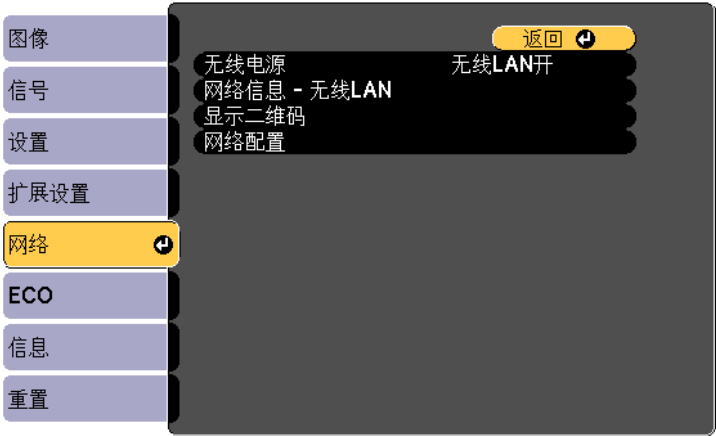 图像
信号
设置
扩展设置
网络
ECO
信息
重置
返回
无线电源 无线LAN开
网络信息 - 无线LAN
显示二维码
网络配置